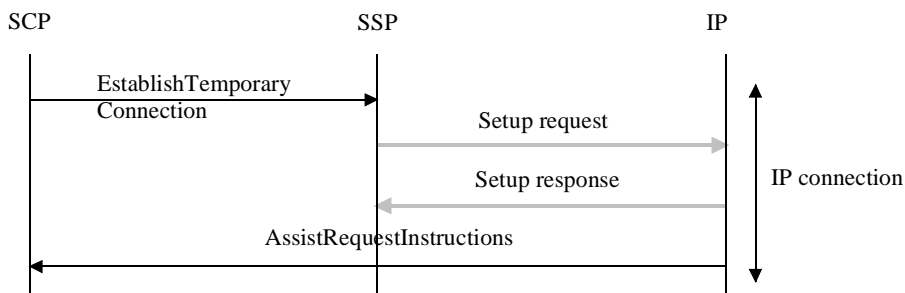 SCP
SSP
IP
EstablishTemporary
Connection
Setup request
Setup response
IP connection
AssistRequestInstructions